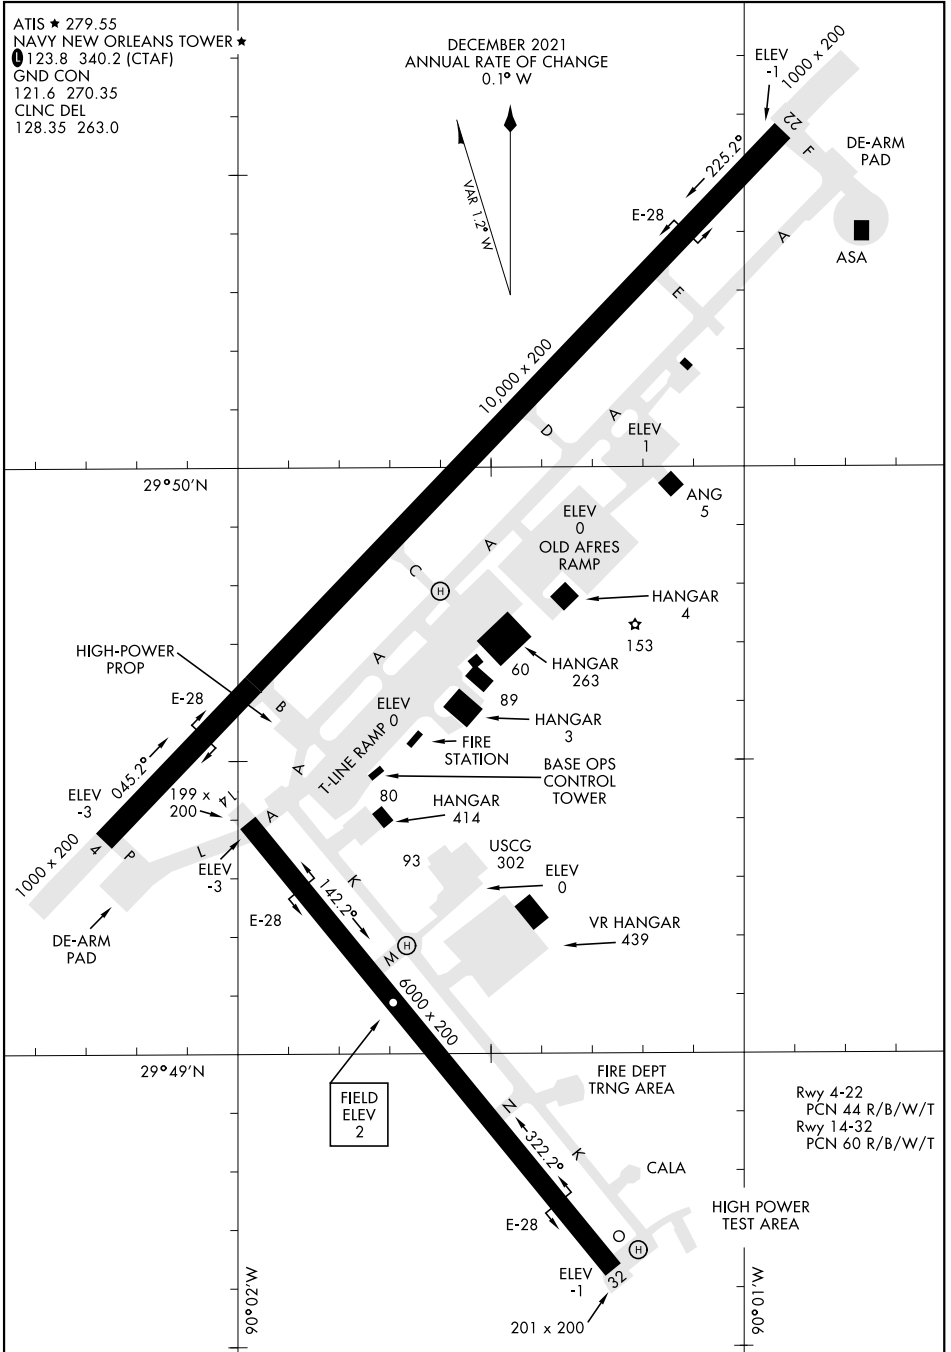 ATIS ★ 279.55
NAVY NEW ORLEANS TOWER ★
L 123.8 340.2 (CTAF)
GND CON
121.6 270.35
CLNC DEL
128.35 263.0
DECEMBER 2021
ANNUAL RATE OF CHANGE
0.1° W
VAR 1.2° W
ELEV
-1
1000 x 200
22
F
DE-ARM
PAD
225.2°
E-28
A
ASA
E
10,000 x 200
D
A
ELEV
1
29°50'N
ANG
5
ELEV
0
OLD AFRES
RAMP
A
C
H
HANGAR
4
153
HIGH-POWER
PROP
A
60
HANGAR
263
E-28
B
ELEV
0
89
HANGAR
3
T-LINE RAMP
FIRE
STATION
045.2°
A
BASE OPS
CONTROL
TOWER
ELEV
-3
199 x
200
14
A
80
HANGAR
414
4
P
L
1000 x 200
ELEV
-3
K
93
USCG
302
ELEV
0
142.2°
E-28
VR HANGAR
439
DE-ARM
PAD
M
H
6000 x 200
29°49'N
FIELD
ELEV
2
FIRE DEPT
TRNG AREA
Rwy 4-22
PCN 44 R/B/W/T
Rwy 14-32
PCN 60 R/B/W/T
N
322.2°
K
CALA
HIGH POWER
TEST AREA
E-28
O
H
ELEV
-1
32
201 x 200
90°02'W
90°01'W